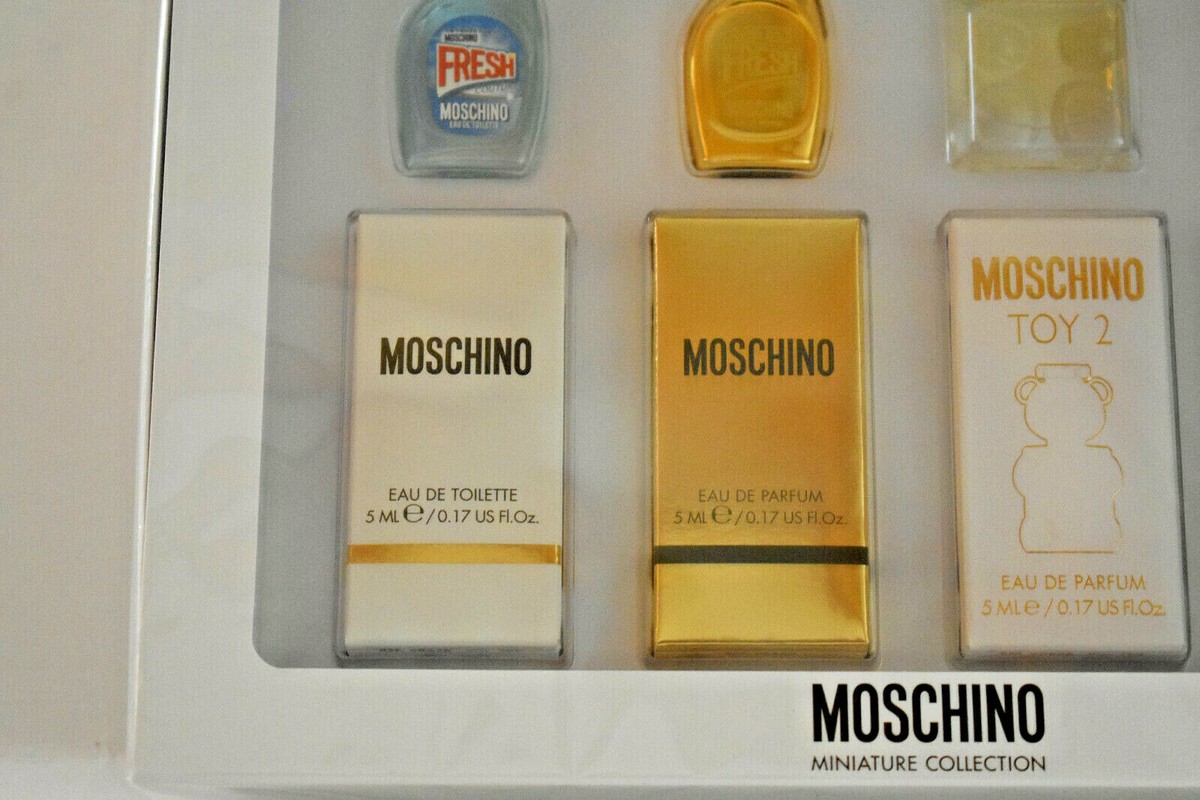 MOSCHINO
FRESH
COUTURE
MOSCHINO
EAU DE TOILETTE
FRESH
MOSCHINO
EAU DE TOILETTE
5 ML e / 0.17 US Fl.Oz.
MOSCHINO
EAU DE PARFUM
5 ML e / 0.17 US Fl.Oz.
MOSCHINO
TOY 2
EAU DE PARFUM
5 ML e / 0.17 US Fl.Oz.
MOSCHINO
MINIATURE COLLECTION